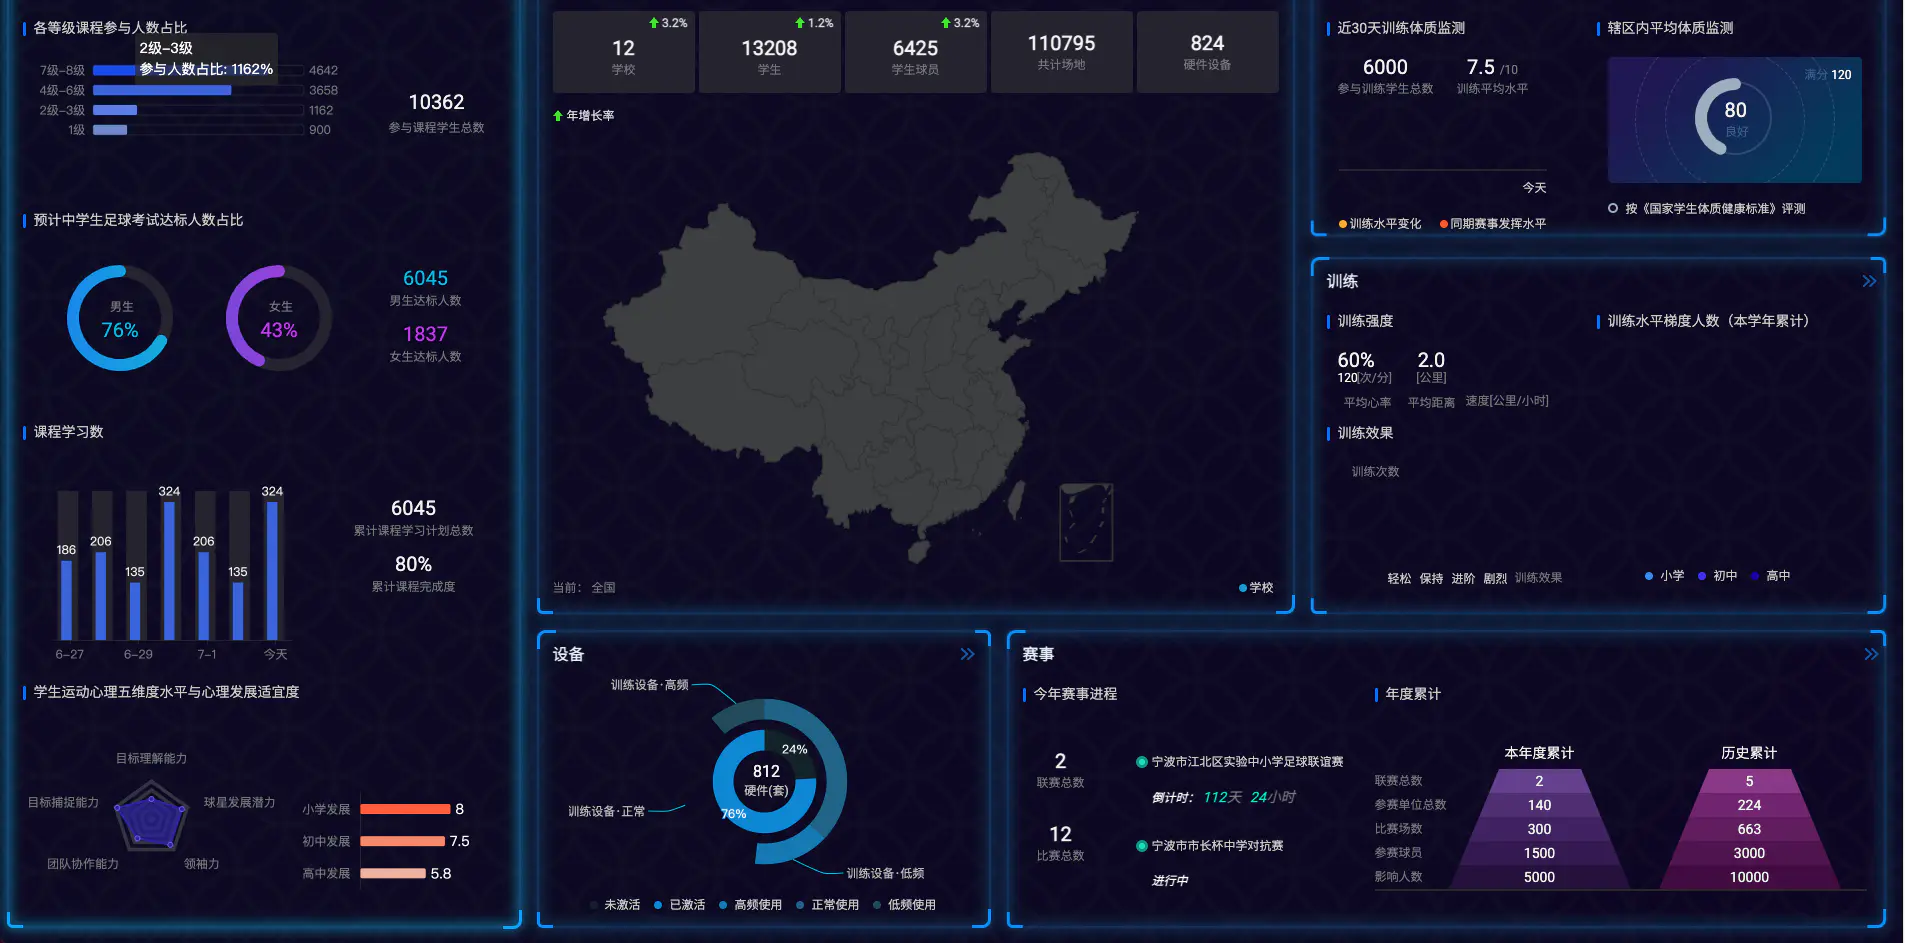 各等级课程参与人数占比
2级-3级
参与人数占比: 1162%
7级-8级 4642
4级-6级 3658
2级-3级 1162
1级 900
10362
参与课程学生总数
预计中学生足球考试达标人数占比
男生
76%
女生
43%
6045
男生达标人数
1837
女生达标人数
课程学习数
186
206
135
324
206
135
324
6-27
6-29
7-1
今天
6045
累计课程学习计划总数
80%
累计课程完成度
学生运动心理五维度水平与心理发展适宜度
目标理解能力
目标捕捉能力
球星发展潜力
团队协作能力
领袖力
小学发展 8
初中发展 7.5
高中发展 5.8
3.2%
12
学校
1.2%
13208
学生
3.2%
6425
学生球员
110795
共计场地
824
硬件设备
年增长率
当前: 全国
学校
设备
训练设备·高频
训练设备·正常
训练设备·低频
24%
812
硬件(套)
76%
未激活 已激活 高频使用 正常使用 低频使用
近30天训练体质监测
6000
参与训练学生总数
7.5 /10
训练平均水平
今天
训练水平变化 同期赛事发挥水平
辖区内平均体质监测
满分 120
80
良好
按《国家学生体质健康标准》评测
训练
训练强度
60%
120[次/分]
平均心率
2.0
[公里]
平均距离
速度[公里/小时]
训练效果
训练次数
轻松 保持 进阶 剧烈 训练效果
训练水平梯度人数（本学年累计）
小学 初中 高中
赛事
今年赛事进程
2
联赛总数
12
比赛总数
宁波市江北区实验中小学足球联谊赛
倒计时: 112天 24小时
宁波市市长杯中学对抗赛
进行中
年度累计
本年度累计 历史累计
联赛总数 2 5
参赛单位总数 140 224
比赛场数 300 663
参赛球员 1500 3000
影响人数 5000 10000